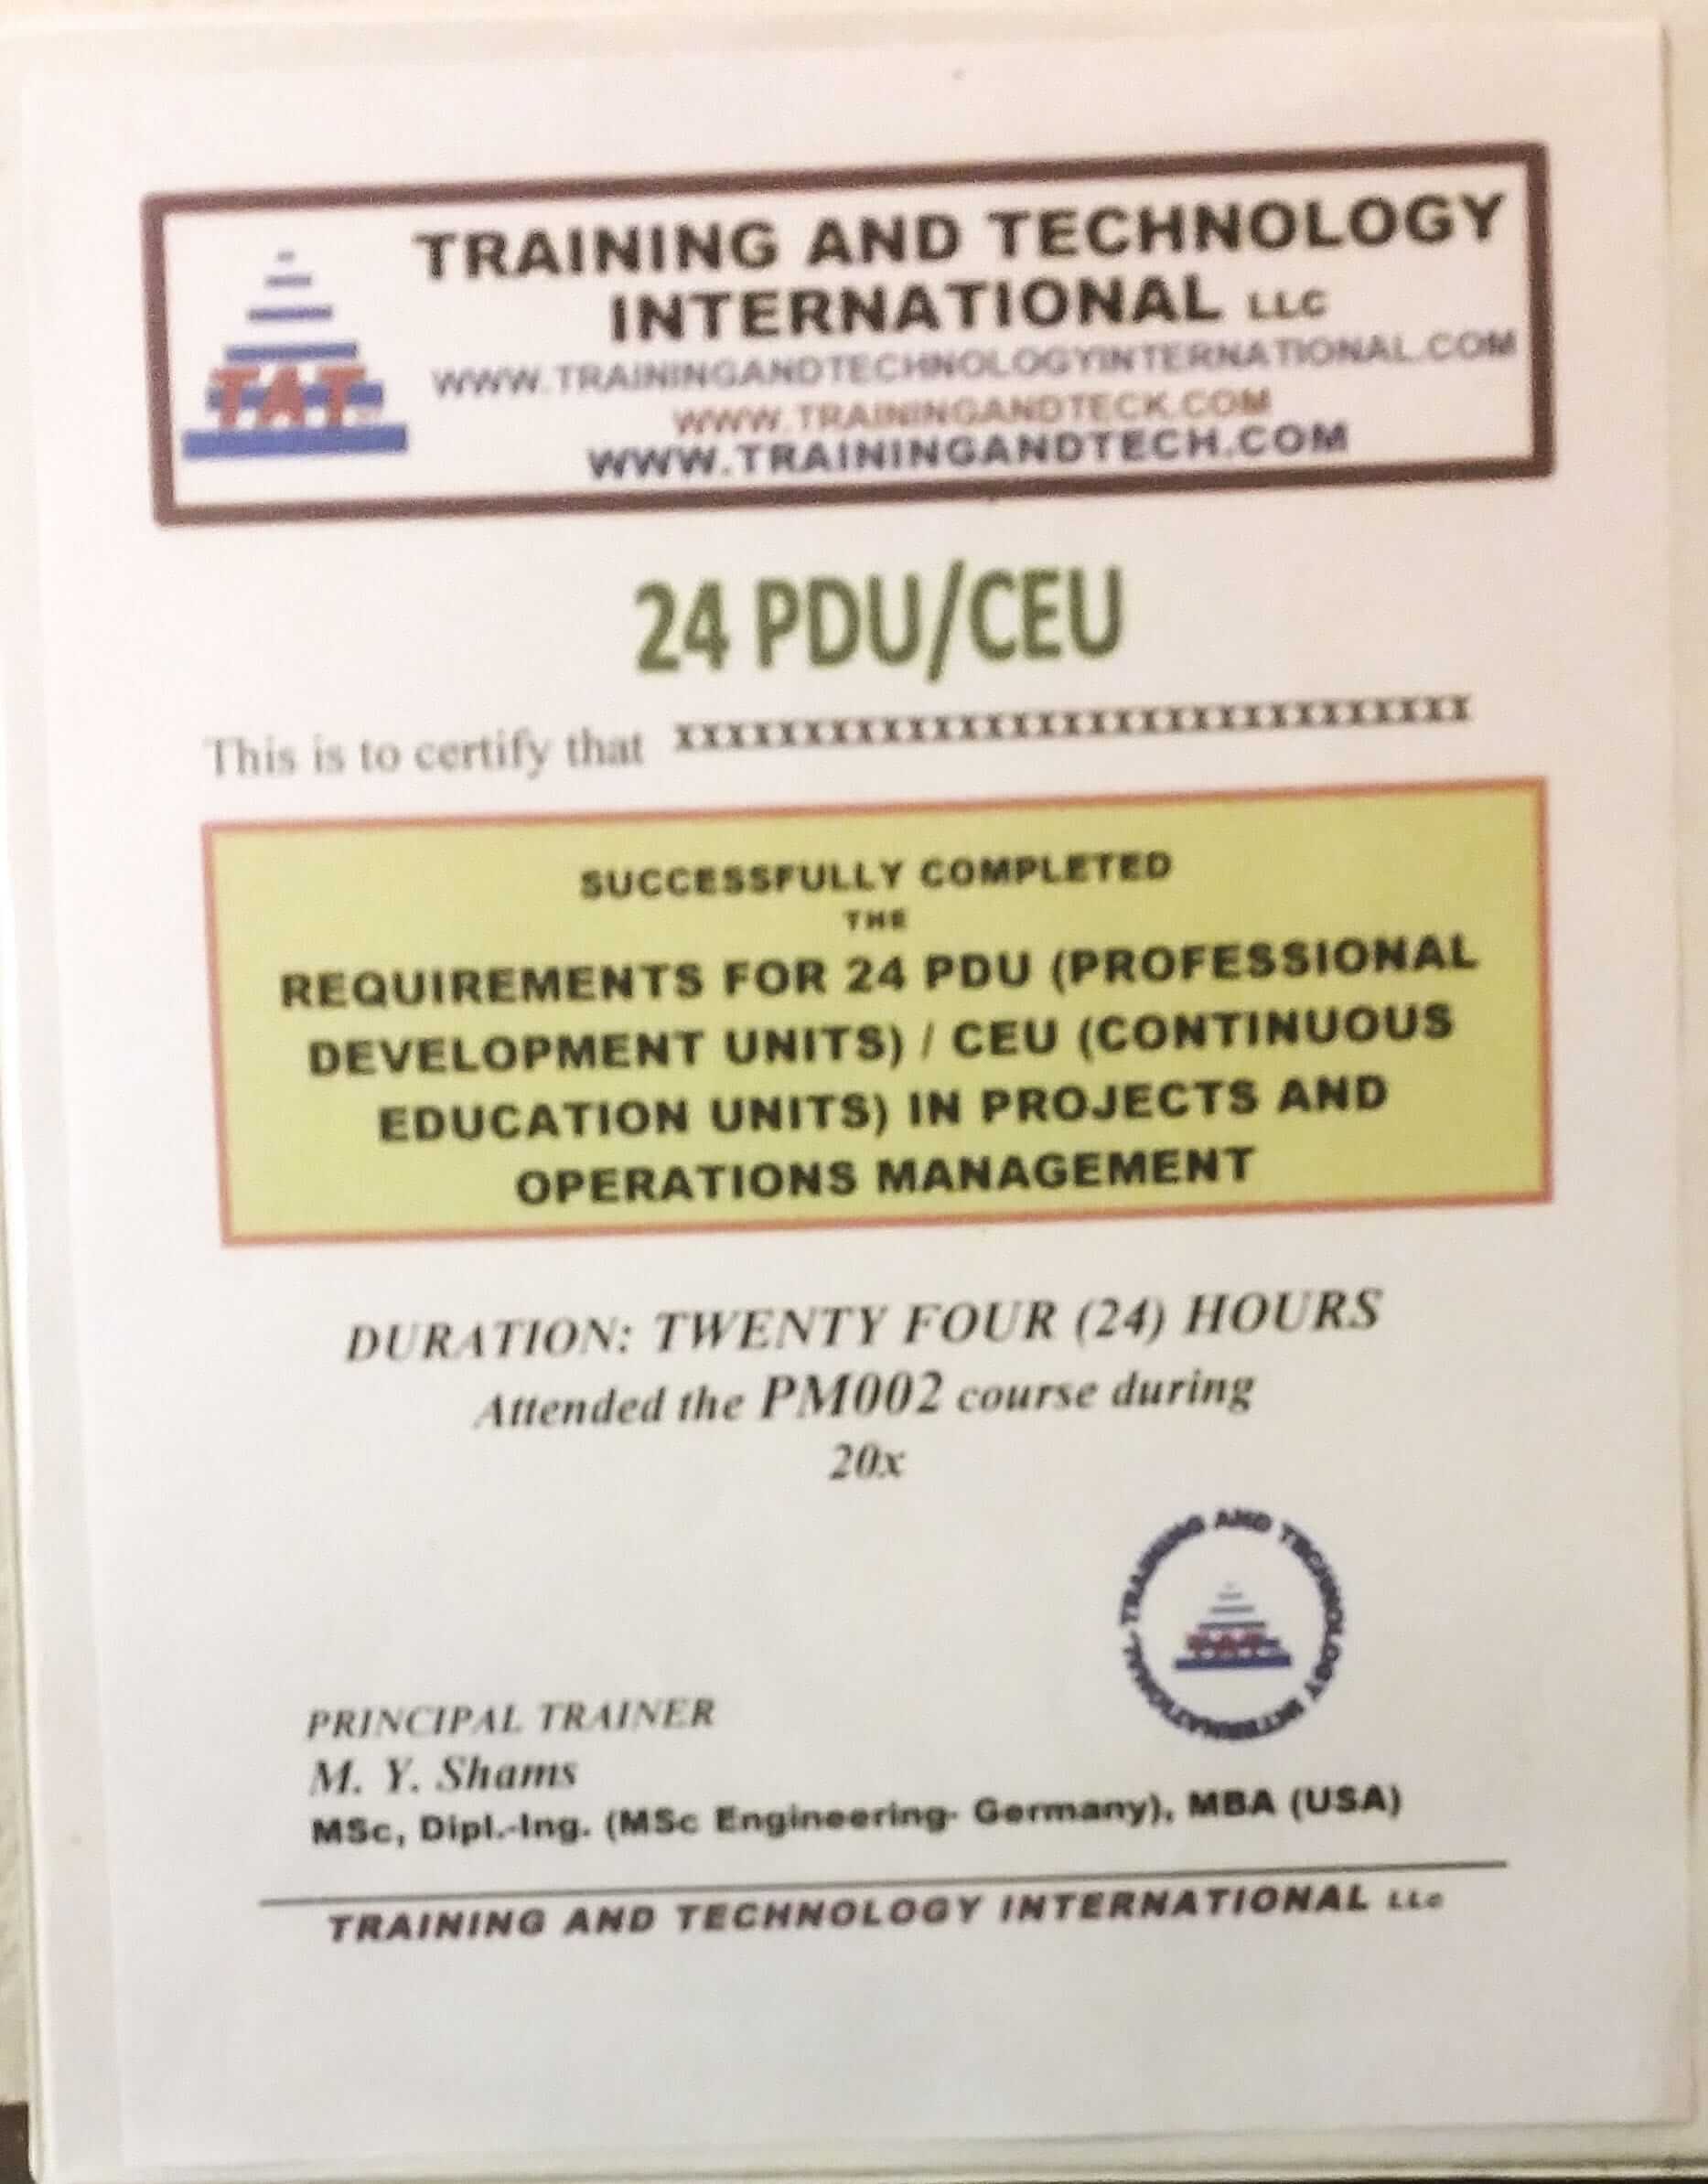 TRAINING AND TECHNOLOGY
INTERNATIONAL LLC
WWW.TRAININGANDTECHNOLOGYINTERNATIONAL.COM
WWW.TRAININGANDTECK.COM
WWW.TRAININGANDTECH.COM
TAT
24 PDU/CEU
This is to certify that xxxxxxxxxxxxxxxxxxxxxxxxxxxxxxxxx
SUCCESSFULLY COMPLETED
THE
REQUIREMENTS FOR 24 PDU (PROFESSIONAL
DEVELOPMENT UNITS) / CEU (CONTINUOUS
EDUCATION UNITS) IN PROJECTS AND
OPERATIONS MANAGEMENT
DURATION: TWENTY FOUR (24) HOURS
Attended the PM002 course during
20x
TRAINING AND TECHNOLOGY INTERNATIONAL-
TAT
PRINCIPAL TRAINER
M. Y. Shams
MSc, Dipl.-Ing. (MSc Engineering- Germany), MBA (USA)
TRAINING AND TECHNOLOGY INTERNATIONAL LLc